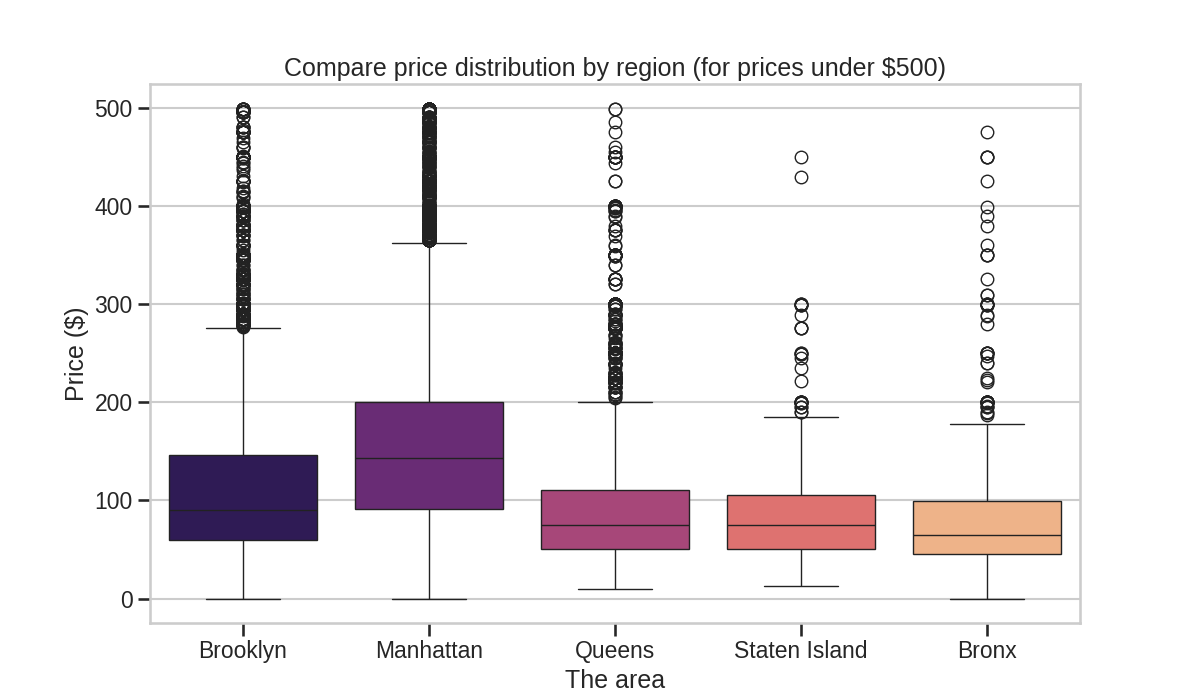 Compare price distribution by region (for prices under $500)
500
400
300
200
100
0
Price ($)
Brooklyn Manhattan Queens Staten Island Bronx
The area